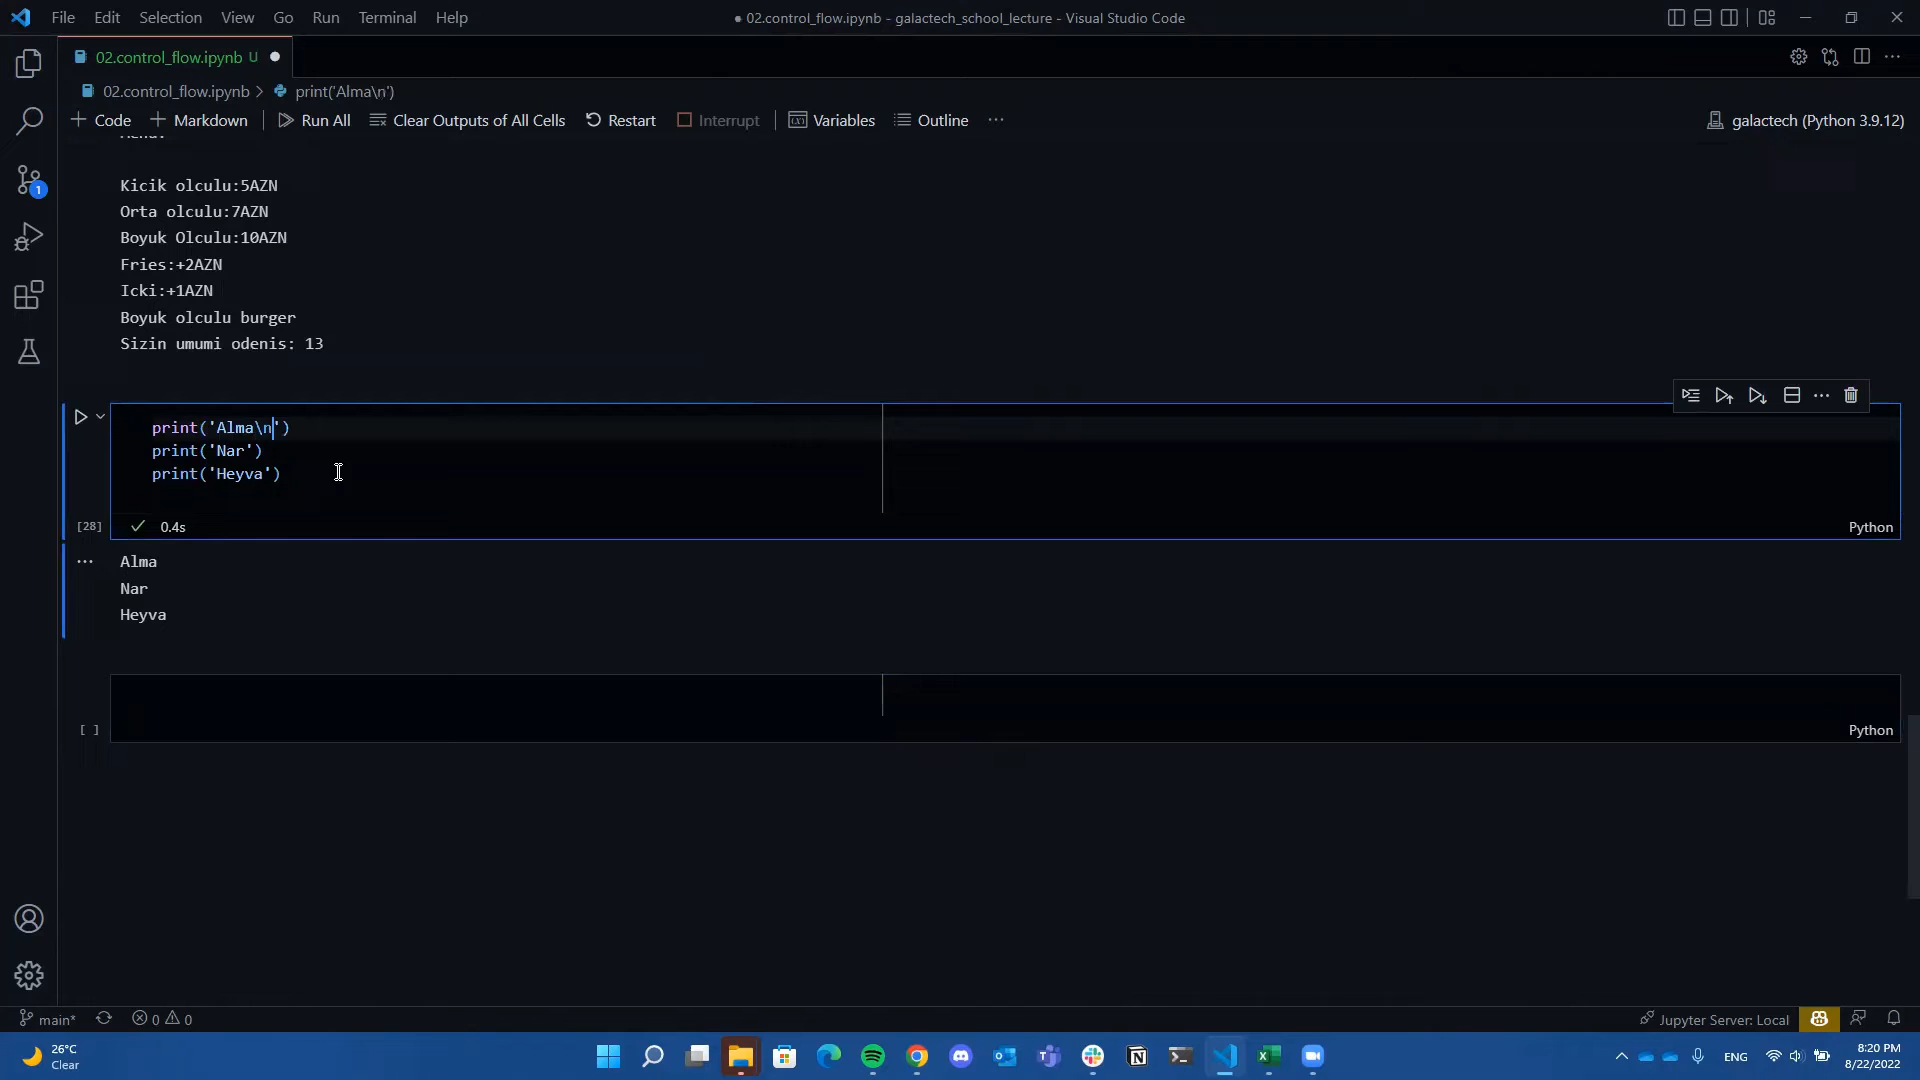 File Edit Selection View Go Run Terminal Help
● 02.control_flow.ipynb - galactech_school_lecture - Visual Studio Code
02.control_flow.ipynb U
02.control_flow.ipynb > print('Alma\n')
+ Code + Markdown Run All Clear Outputs of All Cells Restart Interrupt Variables Outline ...
galactech (Python 3.9.12)
Kicik olculu:5AZN
Orta olculu:7AZN
Boyuk Olculu:10AZN
Fries:+2AZN
Icki:+1AZN
Boyuk olculu burger
Sizin umumi odenis: 13
print('Alma\n')
print('Nar')
print('Heyva')
[28] 0.4s
Python
Alma
Nar
Heyva
[ ]
Python
1
main* 0 0
Jupyter Server: Local
26°C
Clear
ENG
8:20 PM
8/22/2022